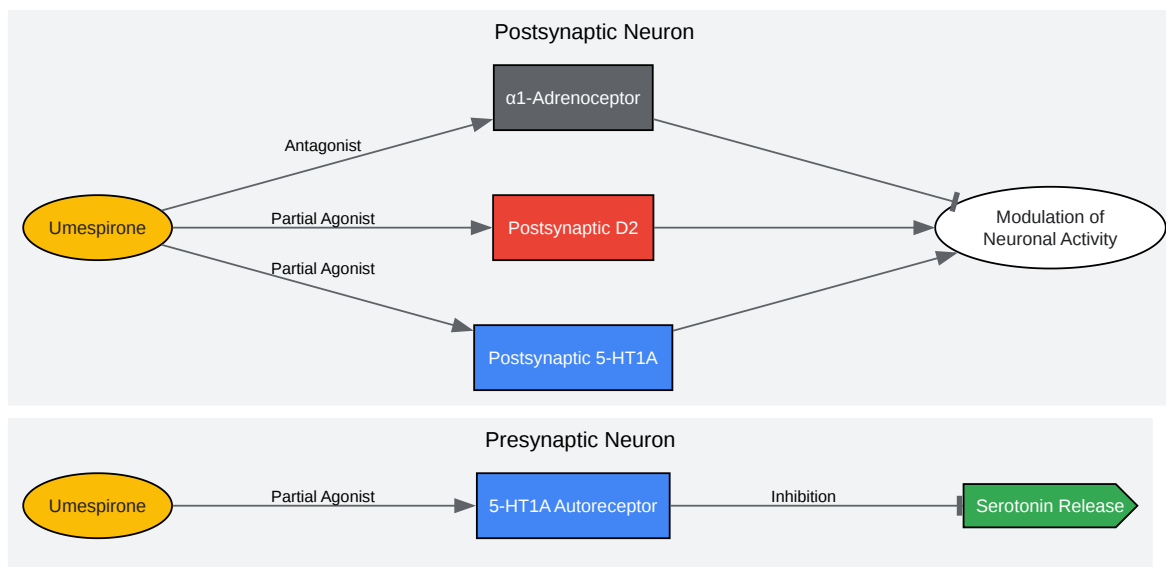 Postsynaptic Neuron
α1-Adrenoceptor
Antagonist
Umespirone
Partial Agonist
Postsynaptic D2
Modulation of
Neuronal Activity
Partial Agonist
Postsynaptic 5-HT1A
Presynaptic Neuron
Umespirone
Partial Agonist
5-HT1A Autoreceptor
Inhibition
Serotonin Release